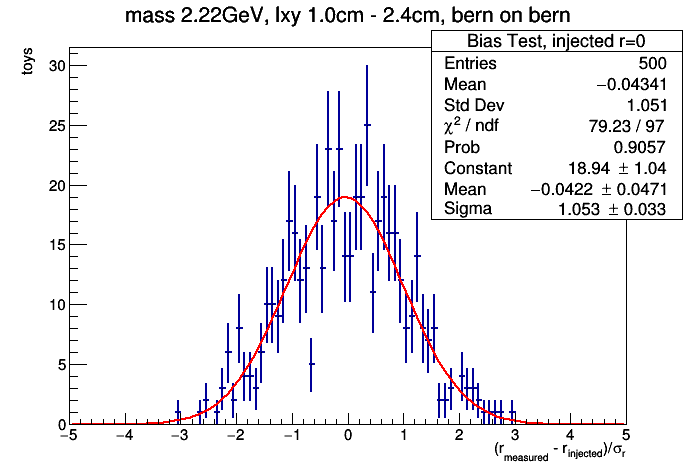 mass 2.22GeV, lxy 1.0cm - 2.4cm, bern on bern
Bias Test, injected r=0
Entries 500
Mean −0.04341
Std Dev 1.051
χ² / ndf 79.23 / 97
Prob 0.9057
Constant 18.94 ± 1.04
Mean −0.0422 ± 0.0471
Sigma 1.053 ± 0.033
toys
30
25
20
15
10
5
0
−5 −4 −3 −2 −1 0 1 2 3 4 5
(r_measured - r_injected)/σ_r